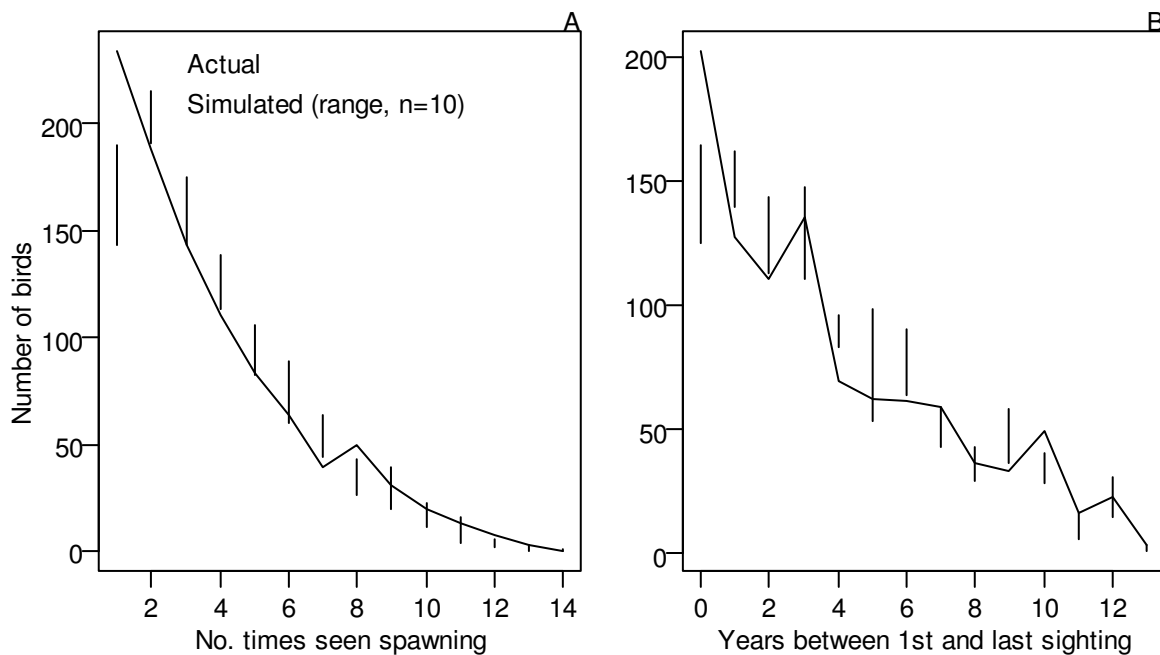 A
Actual
Simulated (range, n=10)
Number of birds
200
150
100
50
0
2 4 6 8 10 12 14
No. times seen spawning
B
200
150
100
50
0
0 2 4 6 8 10 12
Years between 1st and last sighting